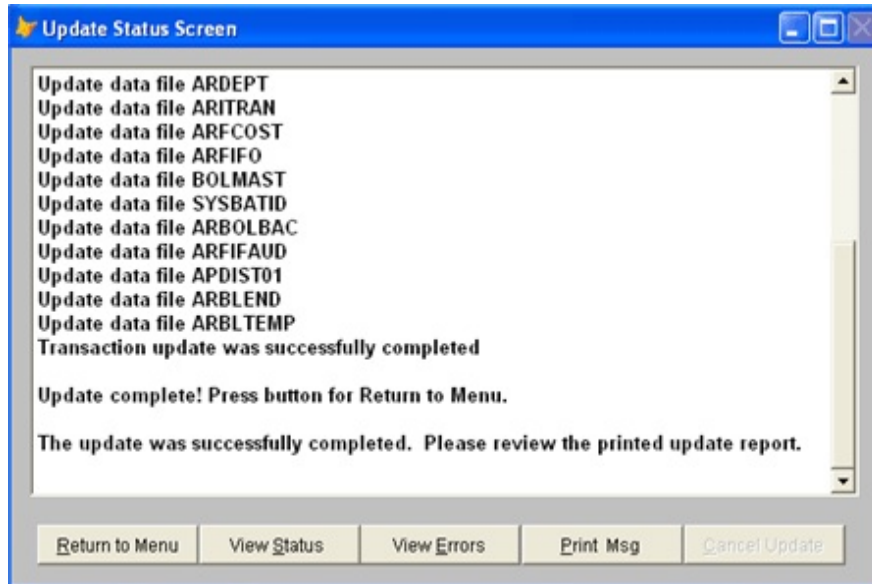 Update Status Screen
Update data file ARDEPT
Update data file ARITRAN
Update data file ARFCOST
Update data file ARFIFO
Update data file BOLMAST
Update data file SYSBATID
Update data file ARBOLBAC
Update data file ARFIFAUD
Update data file APDIST01
Update data file ARBLEND
Update data file ARBLTEMP
Transaction update was successfully completed
Update complete! Press button for Return to Menu.
The update was successfully completed.  Please review the printed update report.
Return to Menu View Status View Errors Print Msg Cancel Update